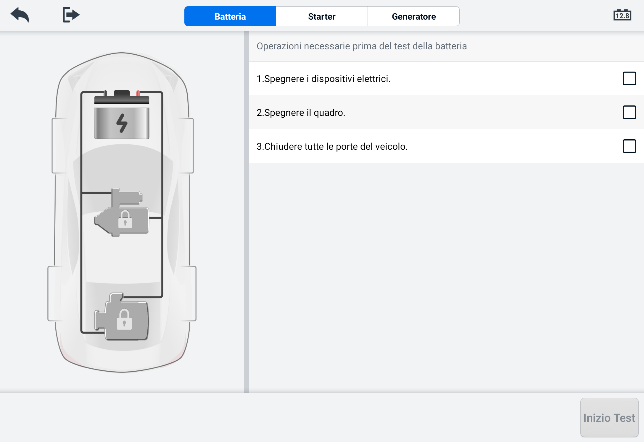 Batteria
Starter
Generatore
12.8
Operazioni necessarie prima del test della batteria
1.Spegnere i dispositivi elettrici.
2.Spegnere il quadro.
3.Chiudere tutte le porte del veicolo.
Inizio Test